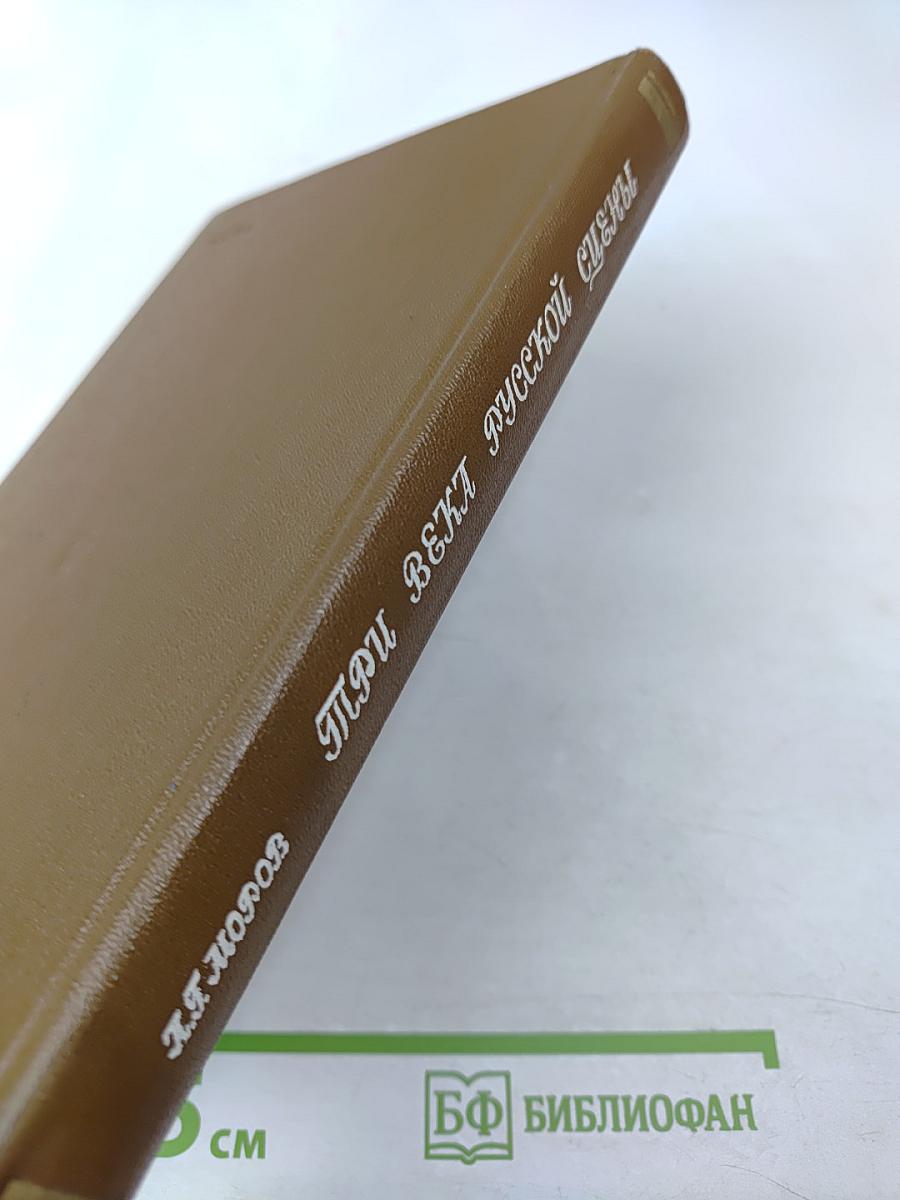 А.Г. МОРОВ
ТРИ ВЕКА РУССКОЙ СЦЕНЫ
см
БФ БИБЛИОФАН